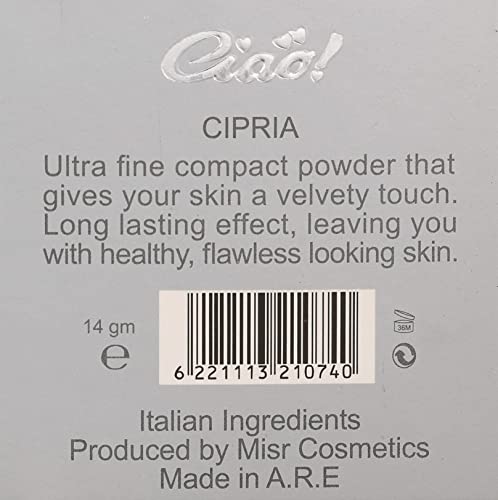 Ciao!
CIPRIA
Ultra fine compact powder that
gives your skin a velvety touch.
Long lasting effect, leaving you
with healthy, flawless looking skin.
14 gm
36M
℮
6 221113 210740
Italian Ingredients
Produced by Misr Cosmetics
Made in A.R.E